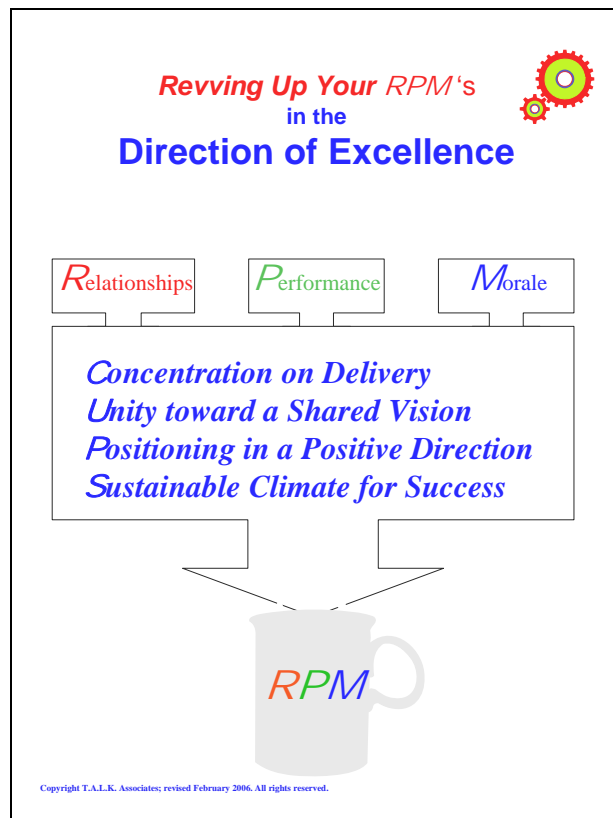 Revving Up Your RPM‘s
in the
Direction of Excellence
Relationships Performance Morale
Concentration on Delivery
Unity toward a Shared Vision
Positioning in a Positive Direction
Sustainable Climate for Success
RPM
Copyright T.A.L.K. Associates; revised February 2006. All rights reserved.